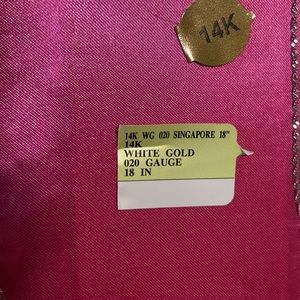 14K
14K WG 020 SINGAPORE 18"
14K
WHITE GOLD
020 GAUGE
18 IN